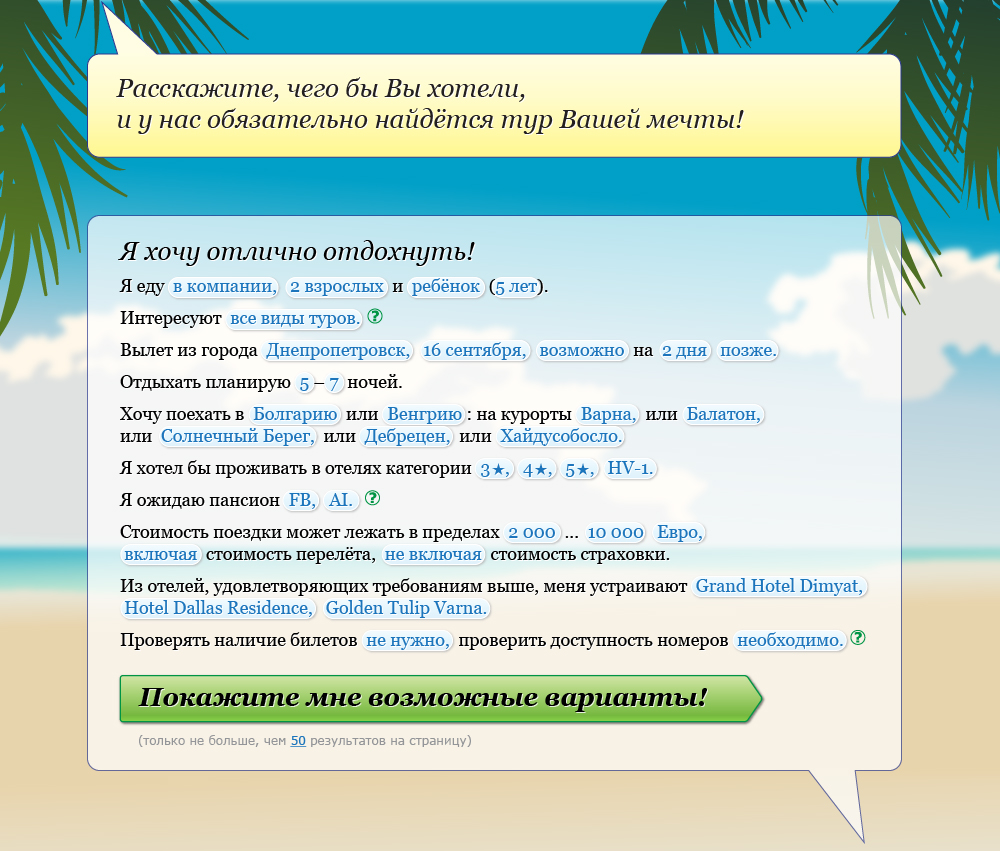 Расскажите, чего бы Вы хотели,
и у нас обязательно найдётся тур Вашей мечты!
Я хочу отлично отдохнуть!
Я еду в компании, 2 взрослых и ребёнок (5 лет).
Интересуют все виды туров. ?
Вылет из города Днепропетровск, 16 сентября, возможно на 2 дня позже.
Отдыхать планирую 5 – 7 ночей.
Хочу поехать в Болгарию или Венгрию: на курорты Варна, или Балатон,
или Солнечный Берег, или Дебрецен, или Хайдусобосло.
Я хотел бы проживать в отелях категории 3★, 4★, 5★, HV-1.
Я ожидаю пансион FB, AI. ?
Стоимость поездки может лежать в пределах 2 000 ... 10 000 Евро,
включая стоимость перелёта, не включая стоимость страховки.
Из отелей, удовлетворяющих требованиям выше, меня устраивают Grand Hotel Dimyat,
Hotel Dallas Residence, Golden Tulip Varna.
Проверять наличие билетов не нужно, проверить доступность номеров необходимо. ?
Покажите мне возможные варианты!
(только не больше, чем 50 результатов на страницу)